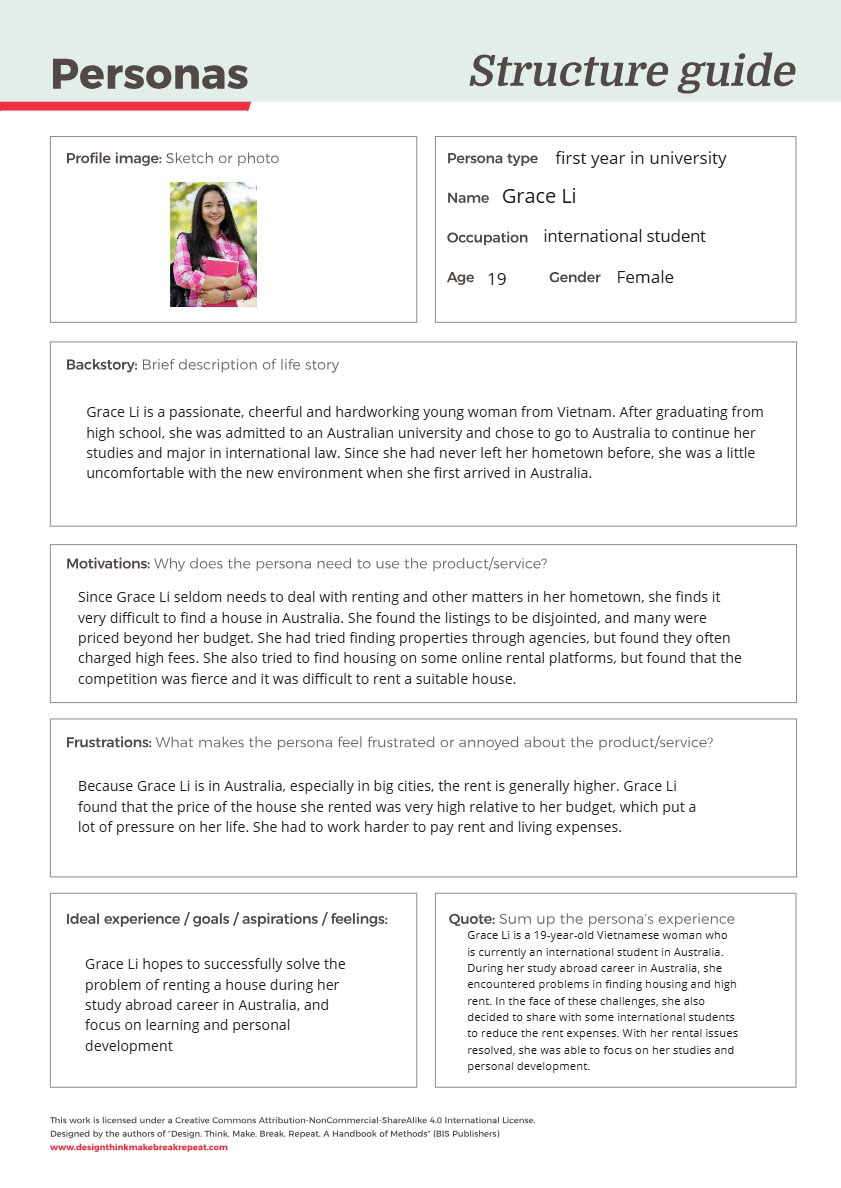 Personas
Structure guide
Profile image: Sketch or photo
Persona type first year in university
Name Grace Li
Occupation international student
Age 19 Gender Female
Backstory: Brief description of life story
Grace Li is a passionate, cheerful and hardworking young woman from Vietnam. After graduating from
high school, she was admitted to an Australian university and chose to go to Australia to continue her
studies and major in international law. Since she had never left her hometown before, she was a little
uncomfortable with the new environment when she first arrived in Australia.
Motivations: Why does the persona need to use the product/service?
Since Grace Li seldom needs to deal with renting and other matters in her hometown, she finds it
very difficult to find a house in Australia. She found the listings to be disjointed, and many were
priced beyond her budget. She had tried finding properties through agencies, but found they often
charged high fees. She also tried to find housing on some online rental platforms, but found that the
competition was fierce and it was difficult to rent a suitable house.
Frustrations: What makes the persona feel frustrated or annoyed about the product/service?
Because Grace Li is in Australia, especially in big cities, the rent is generally higher. Grace Li
found that the price of the house she rented was very high relative to her budget, which put a
lot of pressure on her life. She had to work harder to pay rent and living expenses.
Ideal experience / goals / aspirations / feelings:
Grace Li hopes to successfully solve the
problem of renting a house during her
study abroad career in Australia, and
focus on learning and personal
development
Quote: Sum up the persona's experience
Grace Li is a 19-year-old Vietnamese woman who
is currently an international student in Australia.
During her study abroad career in Australia, she
encountered problems in finding housing and high
rent. In the face of these challenges, she also
decided to share with some international students
to reduce the rent expenses. With her rental issues
resolved, she was able to focus on her studies and
personal development.
This work is licensed under a Creative Commons Attribution-NonCommercial-ShareAlike 4.0 International License.
Designed by the authors of "Design. Think. Make. Break. Repeat. A Handbook of Methods" (BIS Publishers)
www.designthinkmakebreakrepeat.com